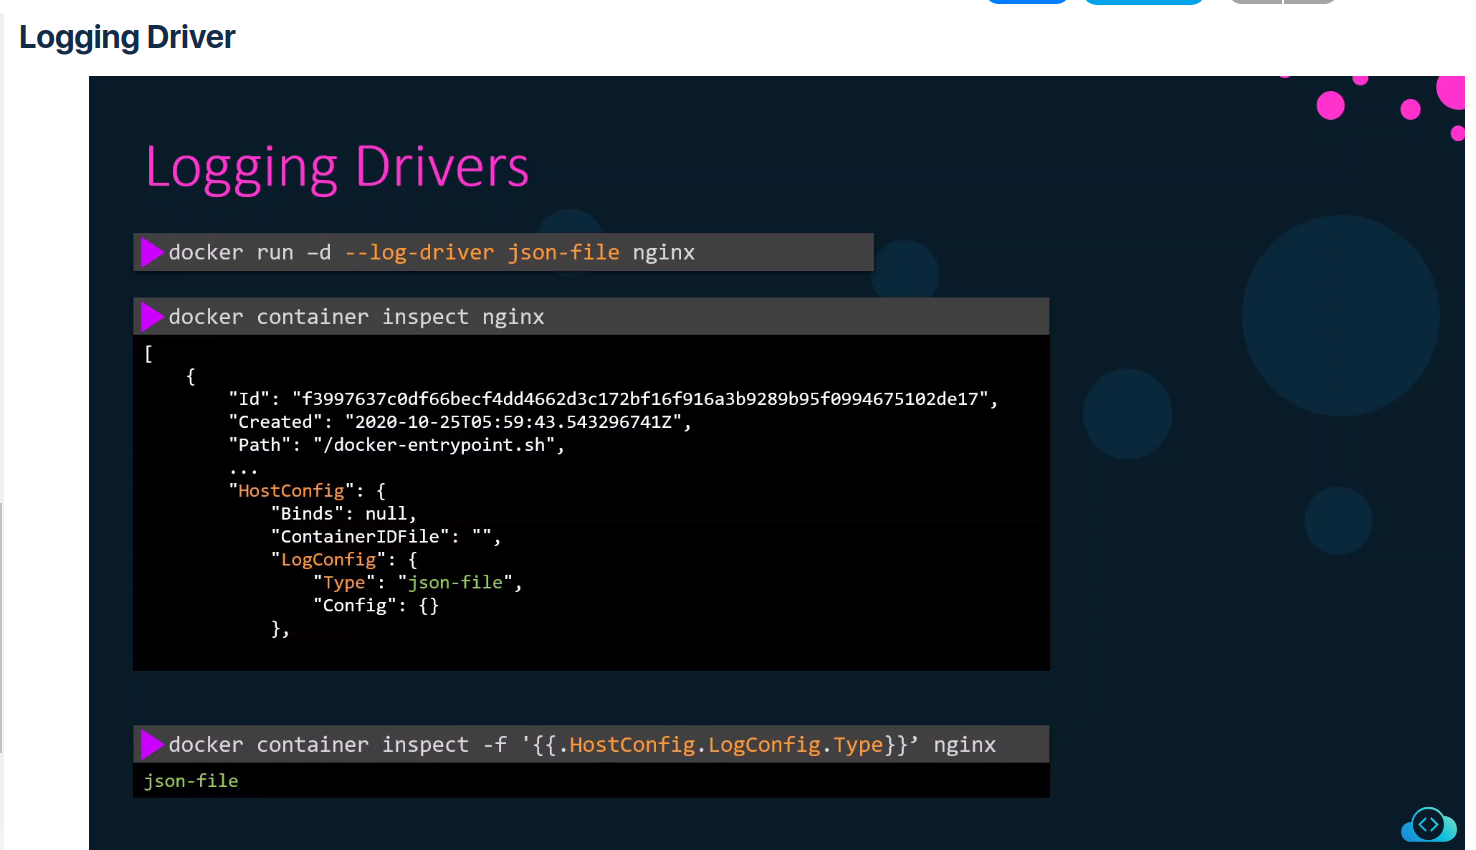 Logging Driver
Logging Drivers
docker run –d --log-driver json-file nginx
docker container inspect nginx
[
{
"Id": "f3997637c0df66becf4dd4662d3c172bf16f916a3b9289b95f0994675102de17",
"Created": "2020-10-25T05:59:43.543296741Z",
"Path": "/docker-entrypoint.sh",
...
"HostConfig": {
"Binds": null,
"ContainerIDFile": "",
"LogConfig": {
"Type": "json-file",
"Config": {}
},
docker container inspect -f '{{.HostConfig.LogConfig.Type}}’ nginx
json-file